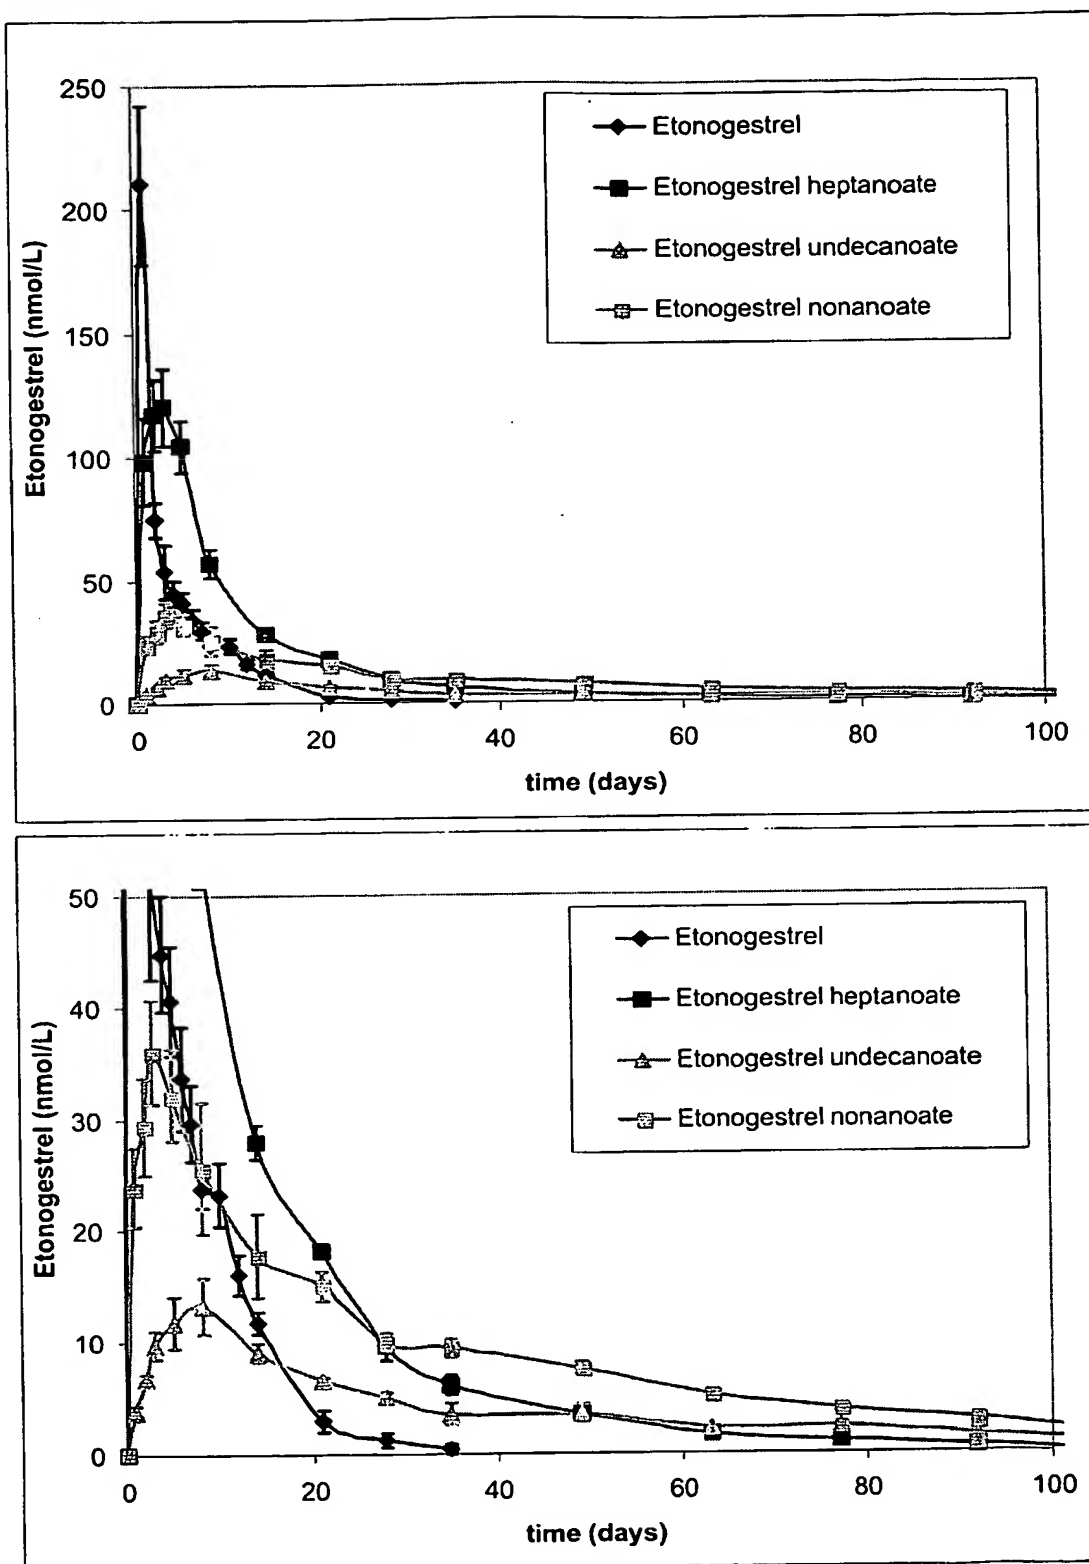 250
200
150
100
50
0
Etonogestrel (nmol/L)
Etonogestrel
Etonogestrel heptanoate
Etonogestrel undecanoate
Etonogestrel nonanoate
0 20 40 60 80 100
time (days)
50
40
30
20
10
0
Etonogestrel (nmol/L)
Etonogestrel
Etonogestrel heptanoate
Etonogestrel undecanoate
Etonogestrel nonanoate
0 20 40 60 80 100
time (days)